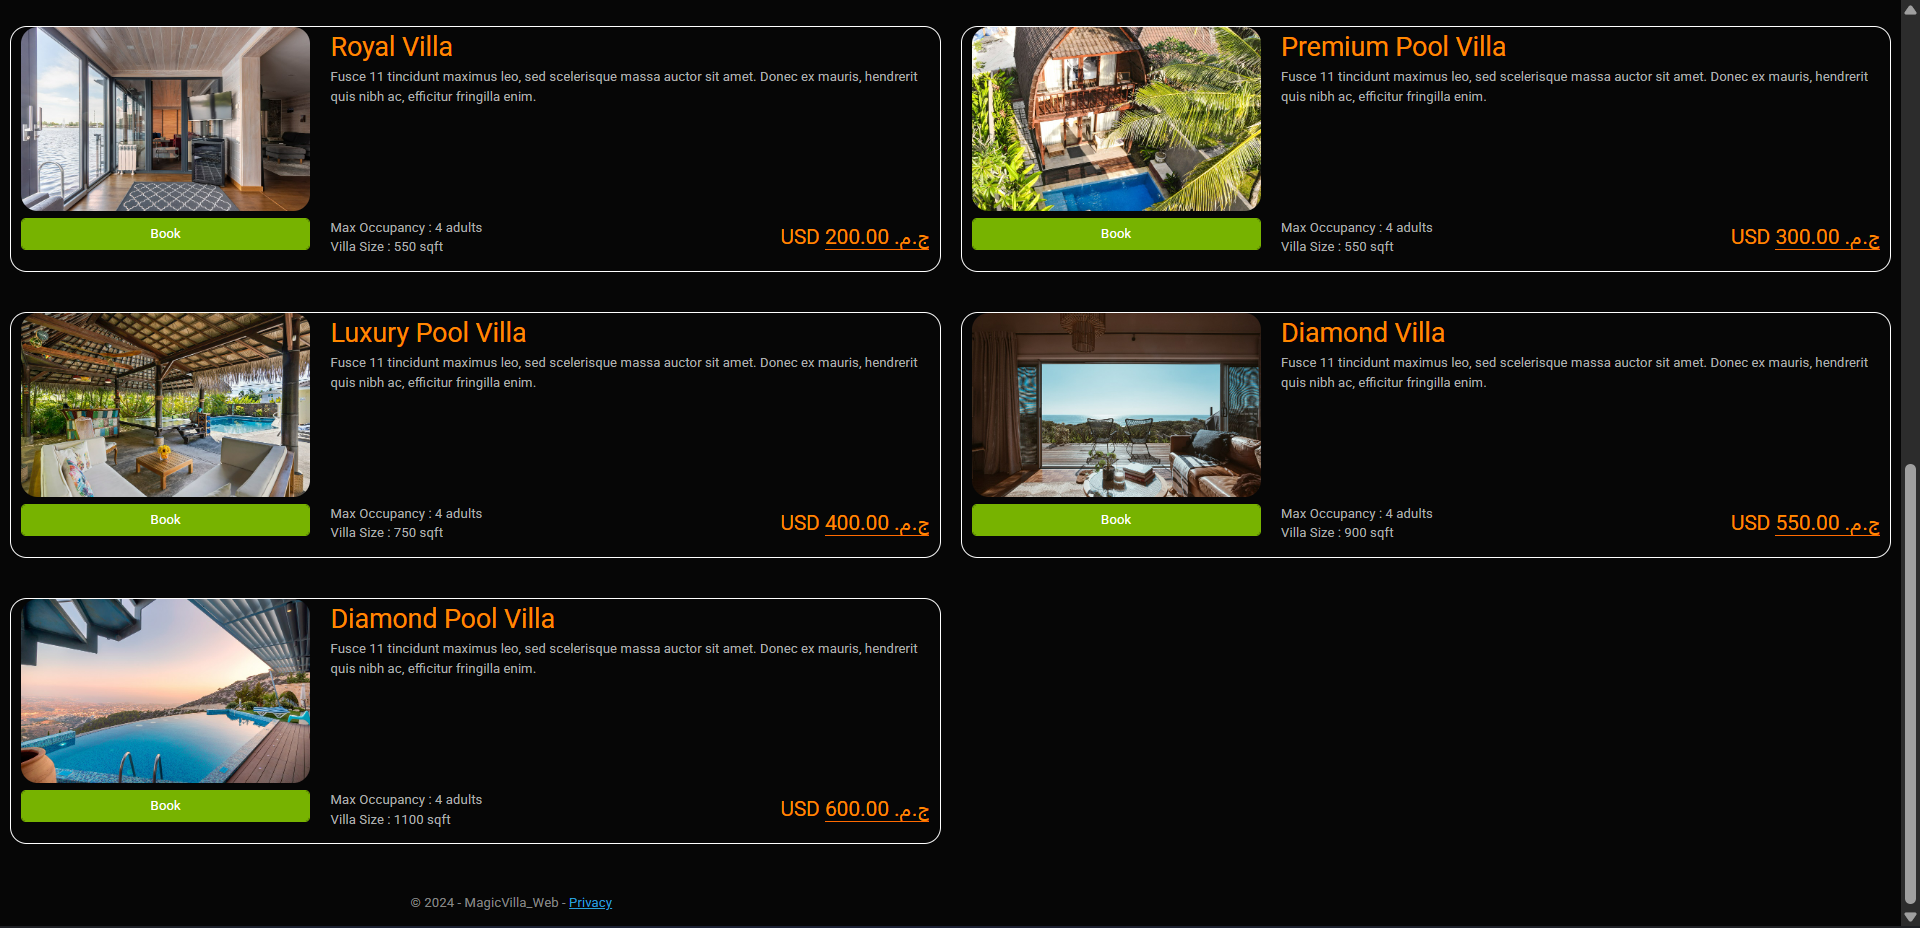 Royal Villa
Fusce 11 tincidunt maximus leo, sed scelerisque massa auctor sit amet. Donec ex mauris, hendrerit
quis nibh ac, efficitur fringilla enim.
Book
Max Occupancy : 4 adults
Villa Size : 550 sqft
USD 200.00 ج.م.
Premium Pool Villa
Fusce 11 tincidunt maximus leo, sed scelerisque massa auctor sit amet. Donec ex mauris, hendrerit
quis nibh ac, efficitur fringilla enim.
Book
Max Occupancy : 4 adults
Villa Size : 550 sqft
USD 300.00 ج.م.
Luxury Pool Villa
Fusce 11 tincidunt maximus leo, sed scelerisque massa auctor sit amet. Donec ex mauris, hendrerit
quis nibh ac, efficitur fringilla enim.
Book
Max Occupancy : 4 adults
Villa Size : 750 sqft
USD 400.00 ج.م.
Diamond Villa
Fusce 11 tincidunt maximus leo, sed scelerisque massa auctor sit amet. Donec ex mauris, hendrerit
quis nibh ac, efficitur fringilla enim.
Book
Max Occupancy : 4 adults
Villa Size : 900 sqft
USD 550.00 ج.م.
Diamond Pool Villa
Fusce 11 tincidunt maximus leo, sed scelerisque massa auctor sit amet. Donec ex mauris, hendrerit
quis nibh ac, efficitur fringilla enim.
Book
Max Occupancy : 4 adults
Villa Size : 1100 sqft
USD 600.00 ج.م.
© 2024 - MagicVilla_Web - Privacy